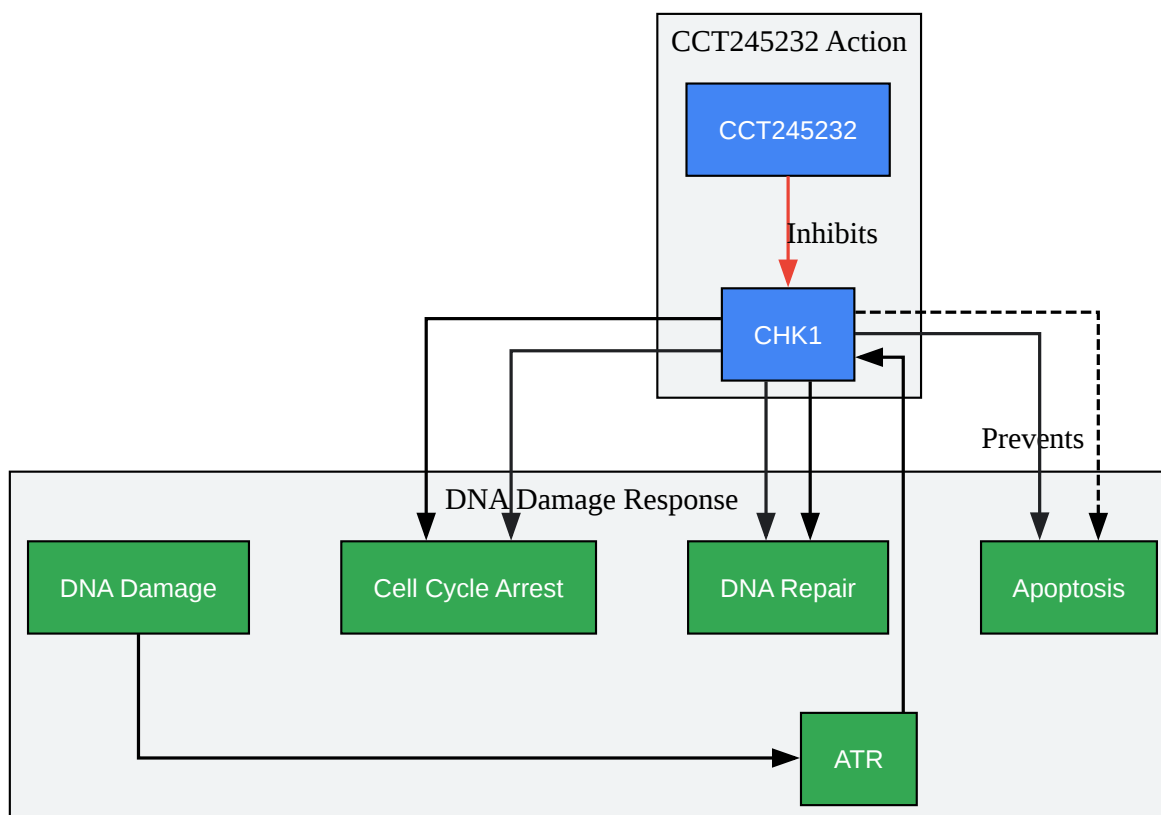 CCT245232 Action
CCT245232
Inhibits
CHK1
Prevents
DNA Damage Response
DNA Damage
Cell Cycle Arrest
DNA Repair
Apoptosis
ATR